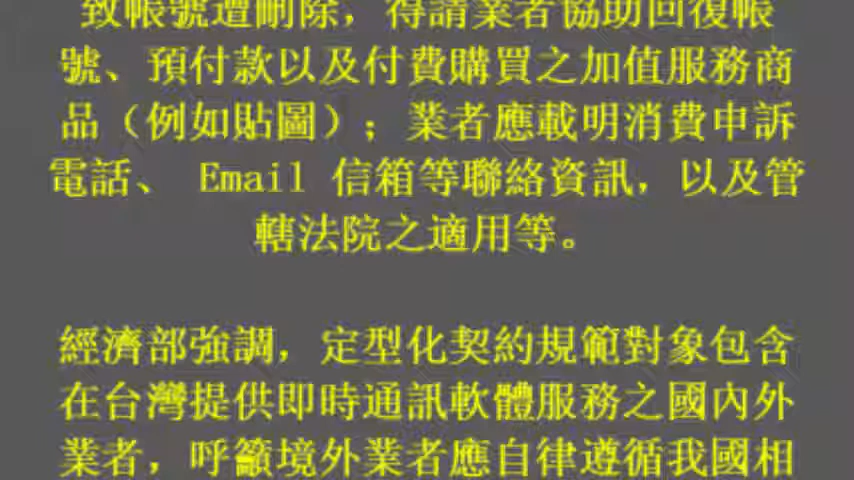 致帳號遭刪除，得請業者協助回復帳
號、預付款以及付費購買之加值服務商
品（例如貼圖）；業者應載明消費申訴
電話、 Email 信箱等聯絡資訊，以及管
轄法院之適用等。
經濟部強調，定型化契約規範對象包含
在台灣提供即時通訊軟體服務之國內外
業者，呼籲境外業者應自律遵循我國相